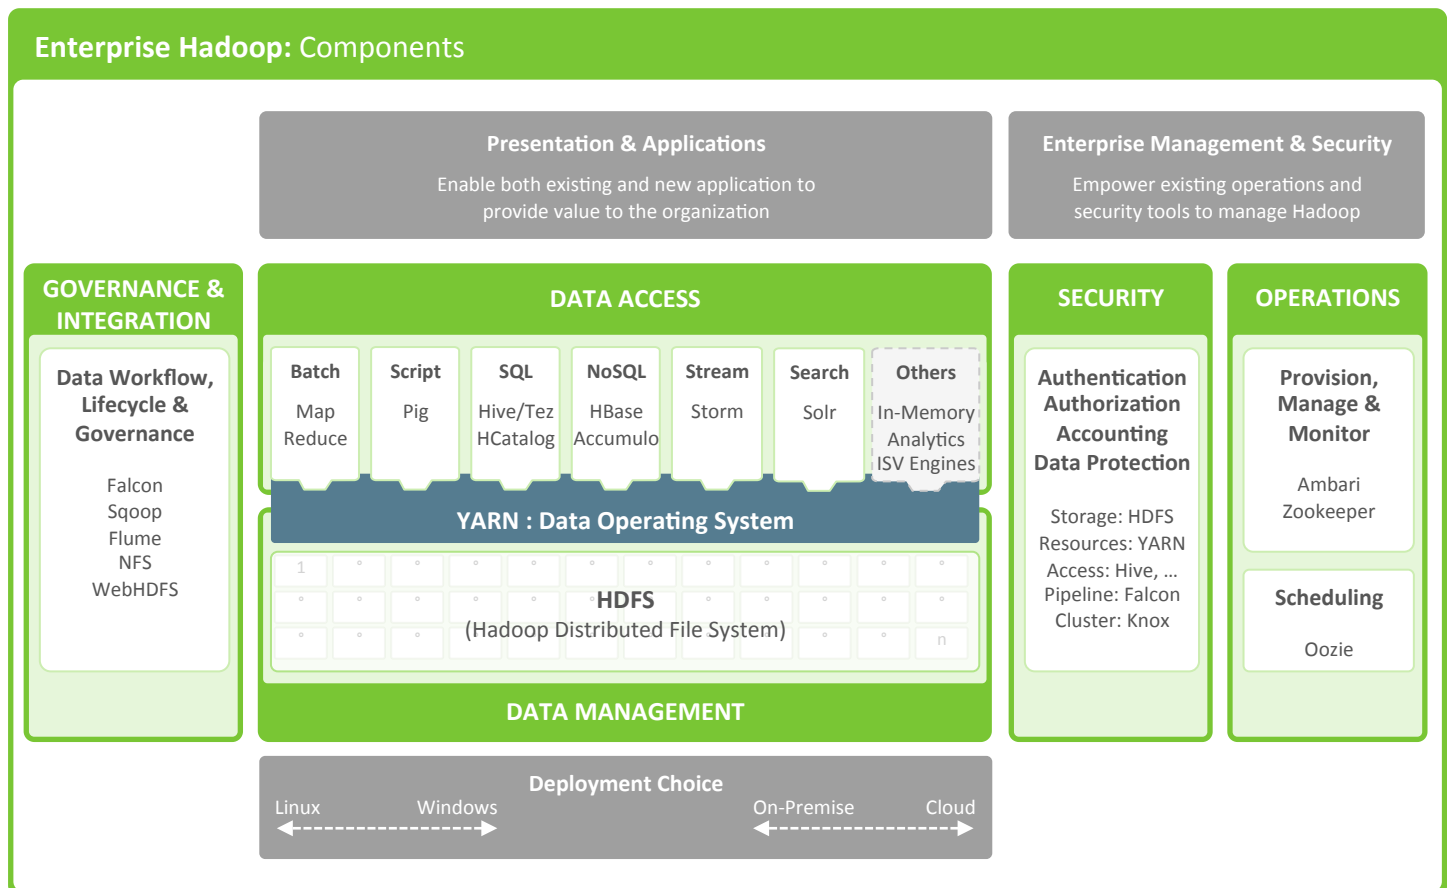 Enterprise Hadoop: Components
Presentation & Applications
Enable both existing and new application to
provide value to the organization
Enterprise Management & Security
Empower existing operations and
security tools to manage Hadoop
GOVERNANCE &
INTEGRATION
Data Workflow,
Lifecycle &
Governance
Falcon
Sqoop
Flume
NFS
WebHDFS
DATA ACCESS
Batch
Map
Reduce
Script
Pig
SQL
Hive/Tez
HCatalog
NoSQL
HBase
Accumulo
Stream
Storm
Search
Solr
Others
In-Memory
Analytics
ISV Engines
YARN : Data Operating System
1
HDFS
(Hadoop Distributed File System)
n
DATA MANAGEMENT
SECURITY
Authentication
Authorization
Accounting
Data Protection
Storage: HDFS
Resources: YARN
Access: Hive, ...
Pipeline: Falcon
Cluster: Knox
OPERATIONS
Provision,
Manage &
Monitor
Ambari
Zookeeper
Scheduling
Oozie
Deployment Choice
Linux Windows On-Premise Cloud